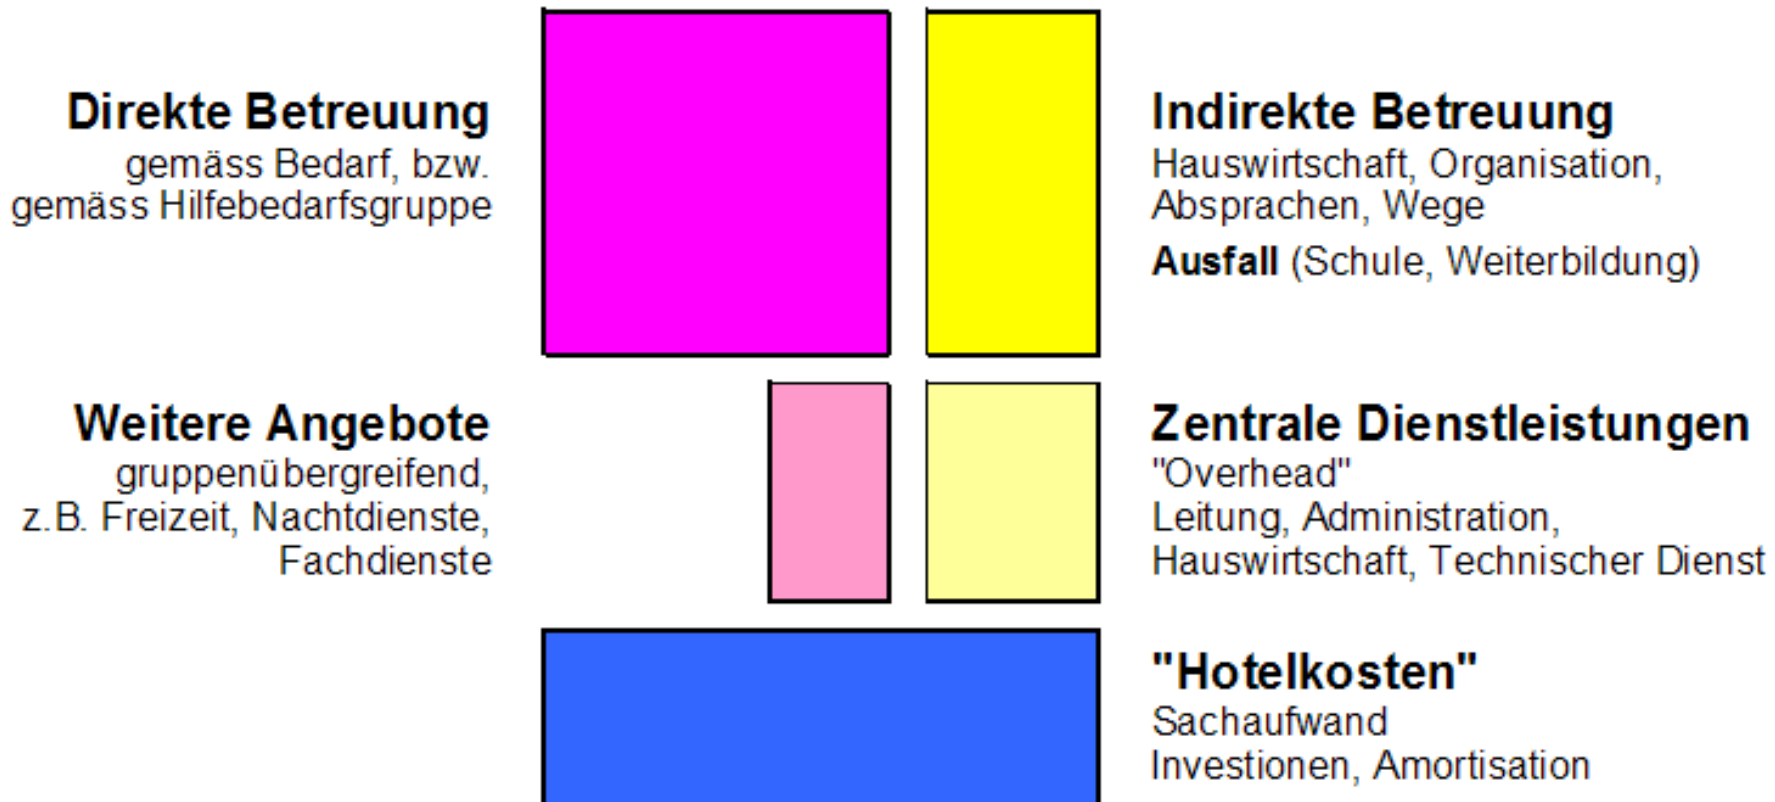 Direkte Betreuung
gemäss Bedarf, bzw.
gemäss Hilfebedarfsgruppe
Indirekte Betreuung
Hauswirtschaft, Organisation,
Absprachen, Wege
Ausfall (Schule, Weiterbildung)
Weitere Angebote
gruppenübergreifend,
z.B. Freizeit, Nachtdienste,
Fachdienste
Zentrale Dienstleistungen
"Overhead"
Leitung, Administration,
Hauswirtschaft, Technischer Dienst
"Hotelkosten"
Sachaufwand
Investionen, Amortisation